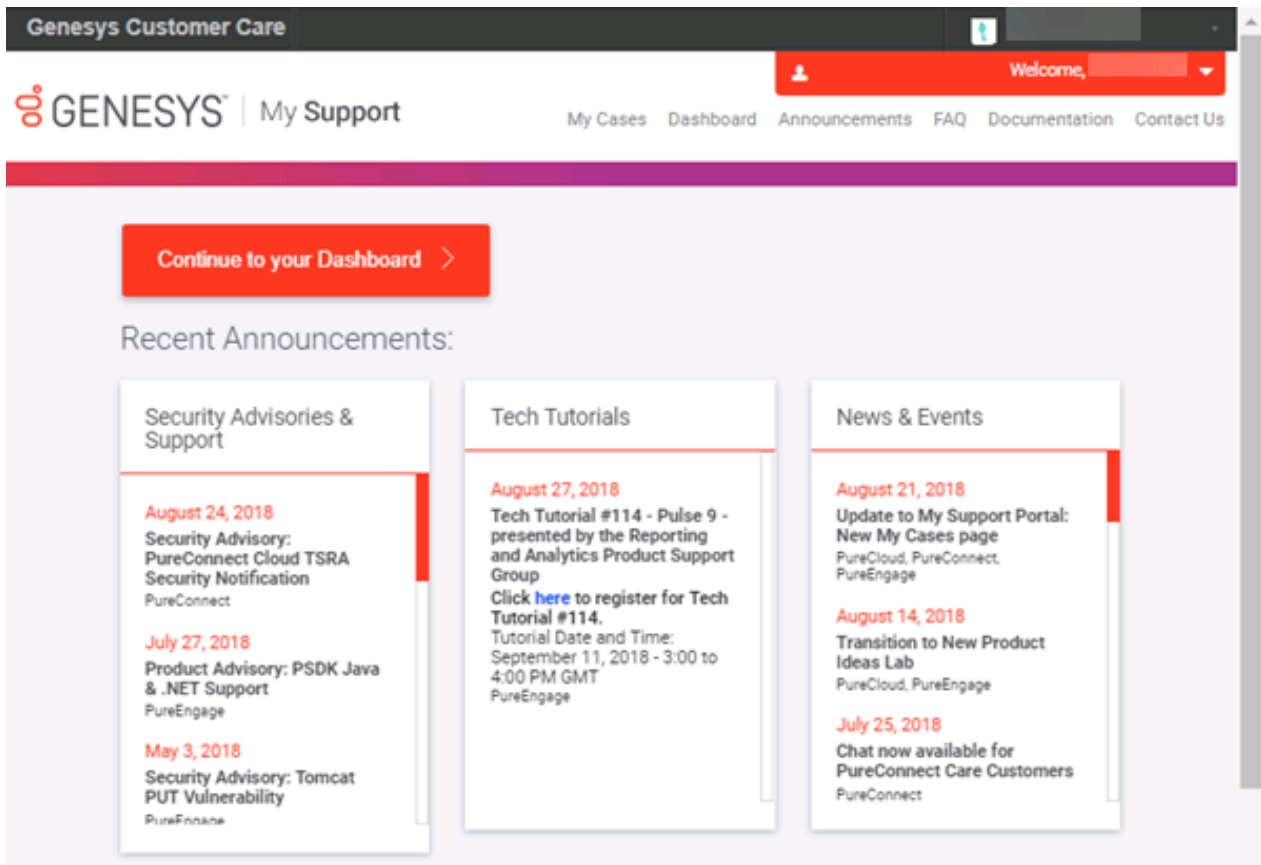 Genesys Customer Care
Welcome,
GENESYS™ | My Support
My Cases Dashboard Announcements FAQ Documentation Contact Us
Continue to your Dashboard >
Recent Announcements:
Security Advisories &
Support
August 24, 2018
Security Advisory:
PureConnect Cloud TSRA
Security Notification
PureConnect
July 27, 2018
Product Advisory: PSDK Java
& .NET Support
PureEngage
May 3, 2018
Security Advisory: Tomcat
PUT Vulnerability
PureEngage
Tech Tutorials
August 27, 2018
Tech Tutorial #114 - Pulse 9 -
presented by the Reporting
and Analytics Product Support
Group
Click here to register for Tech
Tutorial #114.
Tutorial Date and Time:
September 11, 2018 - 3:00 to
4:00 PM GMT
PureEngage
News & Events
August 21, 2018
Update to My Support Portal:
New My Cases page
PureCloud, PureConnect,
PureEngage
August 14, 2018
Transition to New Product
Ideas Lab
PureCloud, PureEngage
July 25, 2018
Chat now available for
PureConnect Care Customers
PureConnect